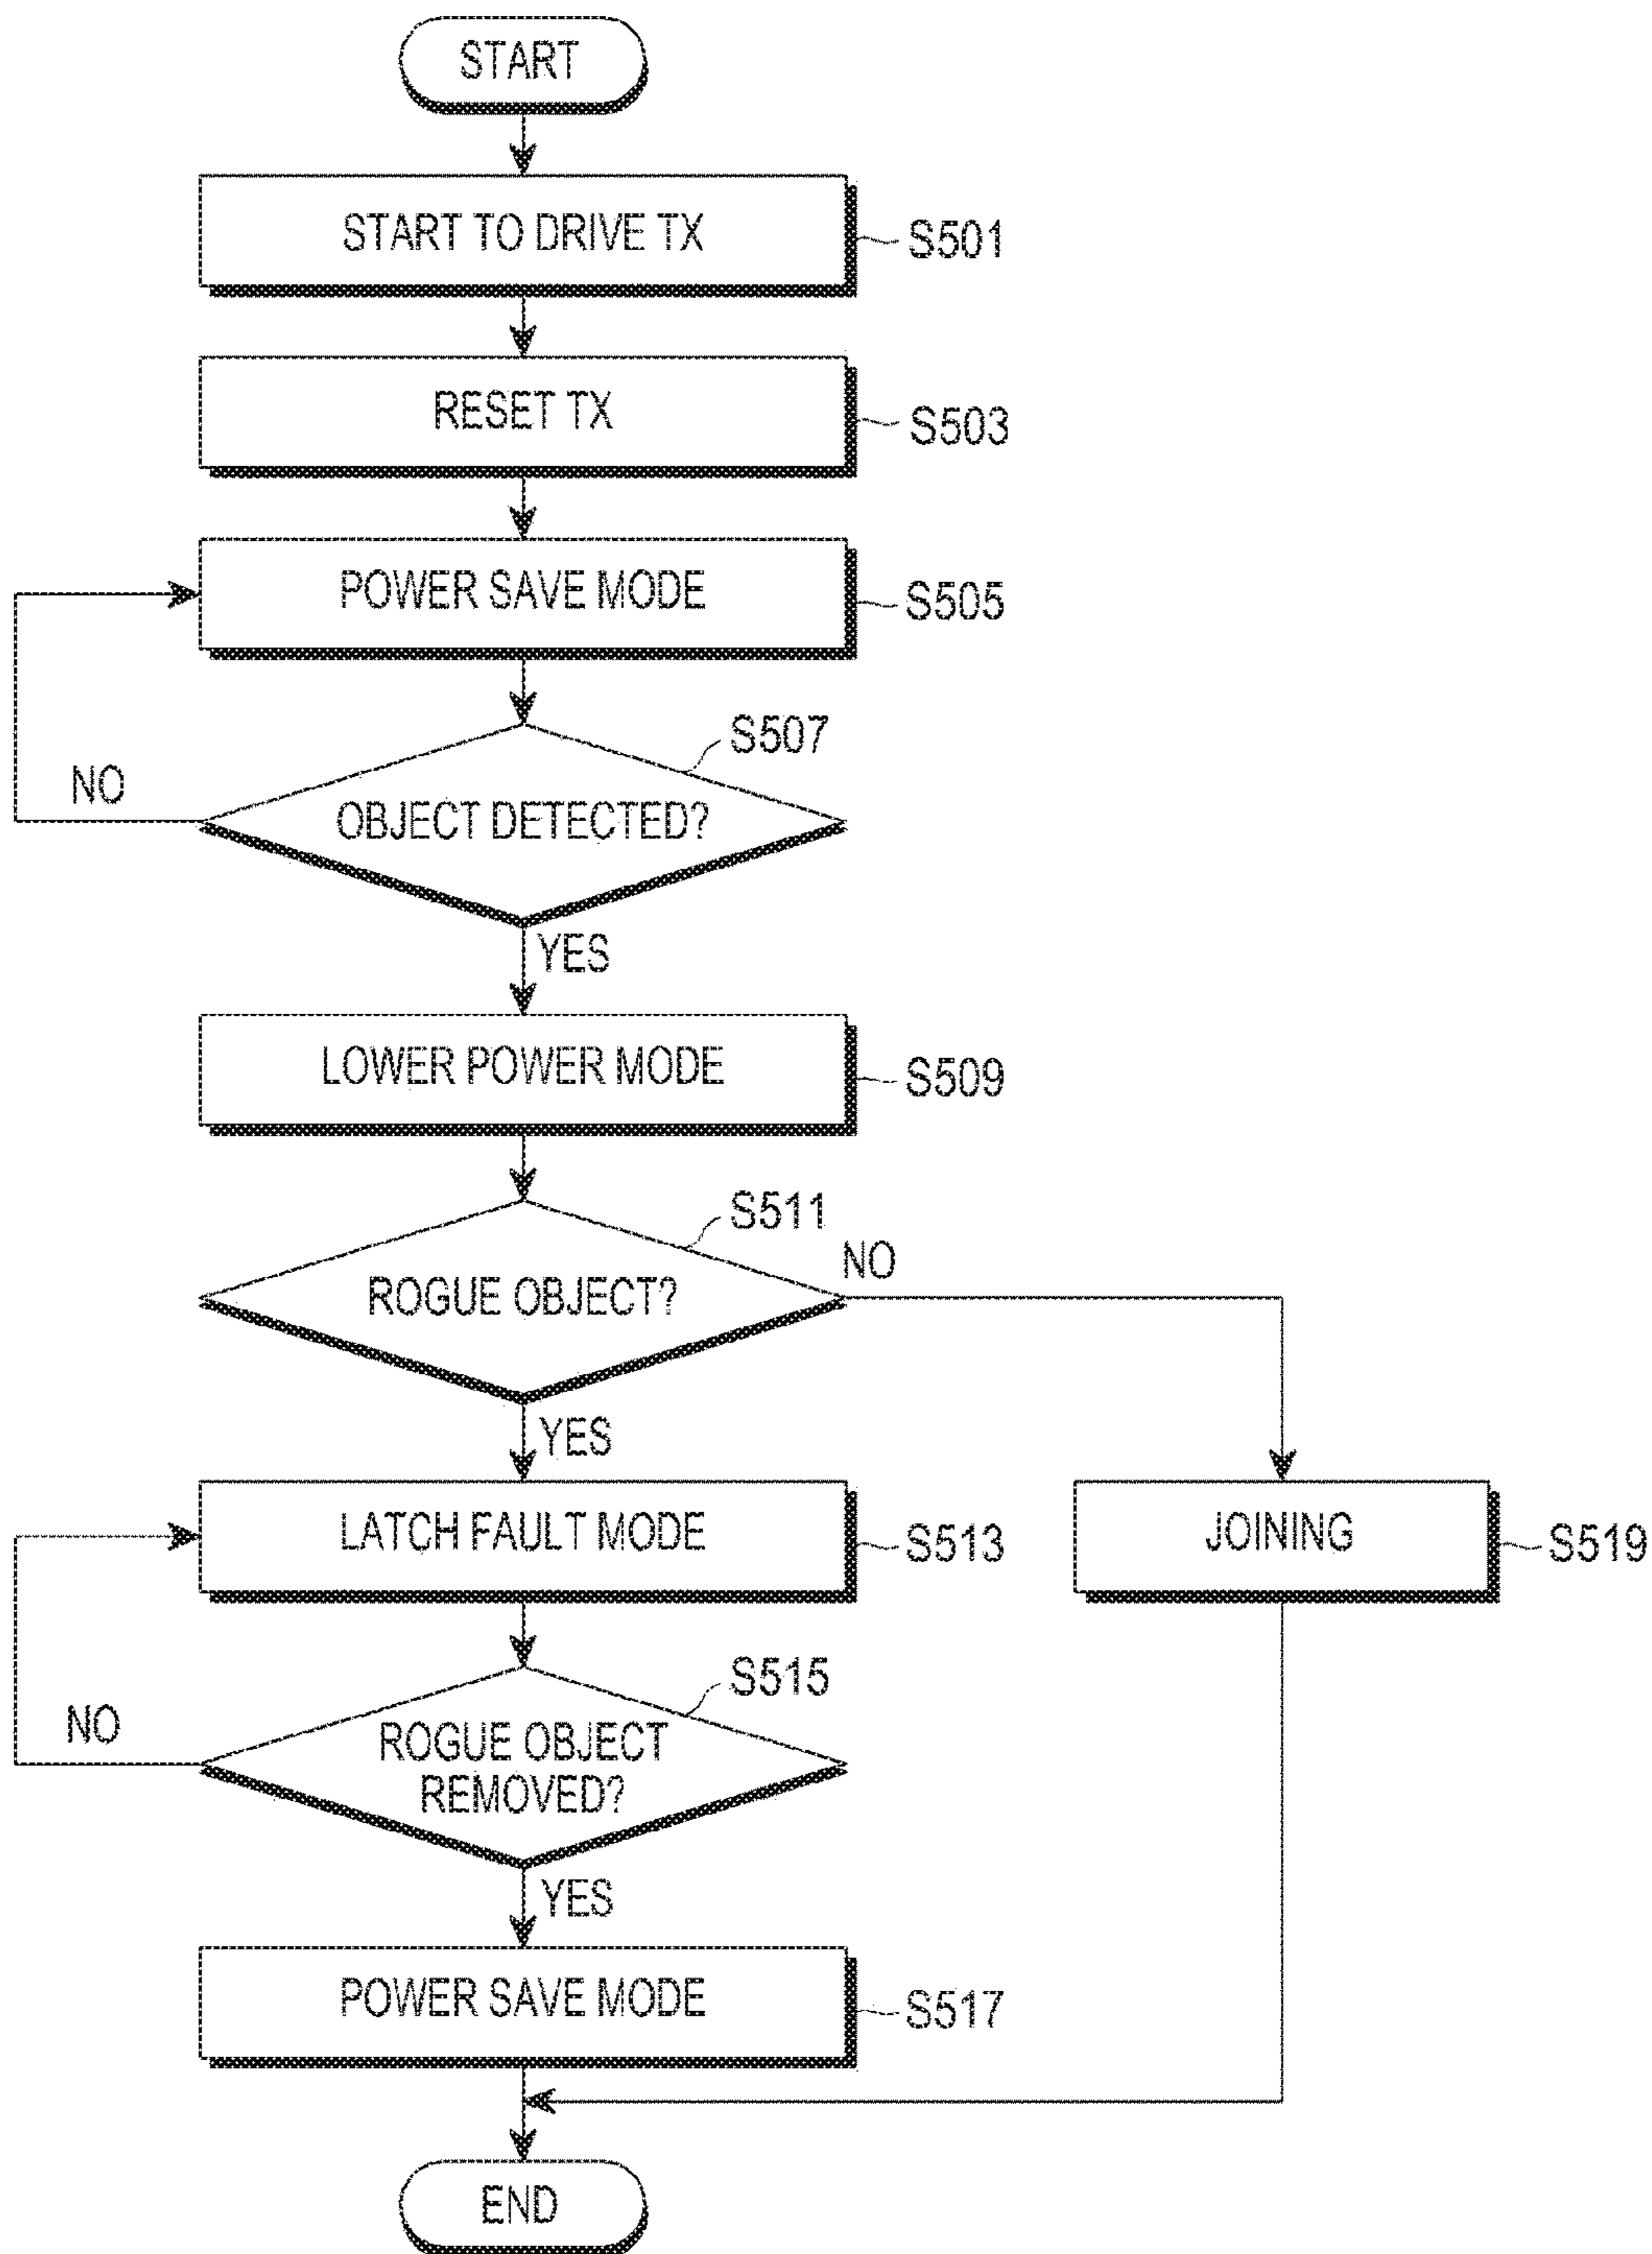 START
START TO DRIVE TX
S501
RESET TX
S503
POWER SAVE MODE
S505
S507
NO
OBJECT DETECTED?
YES
LOWER POWER MODE
S509
S511
NO
ROGUE OBJECT?
YES
LATCH FAULT MODE
S513
JOINING
S519
S515
NO
ROGUE OBJECT
REMOVED?
YES
POWER SAVE MODE
S517
END